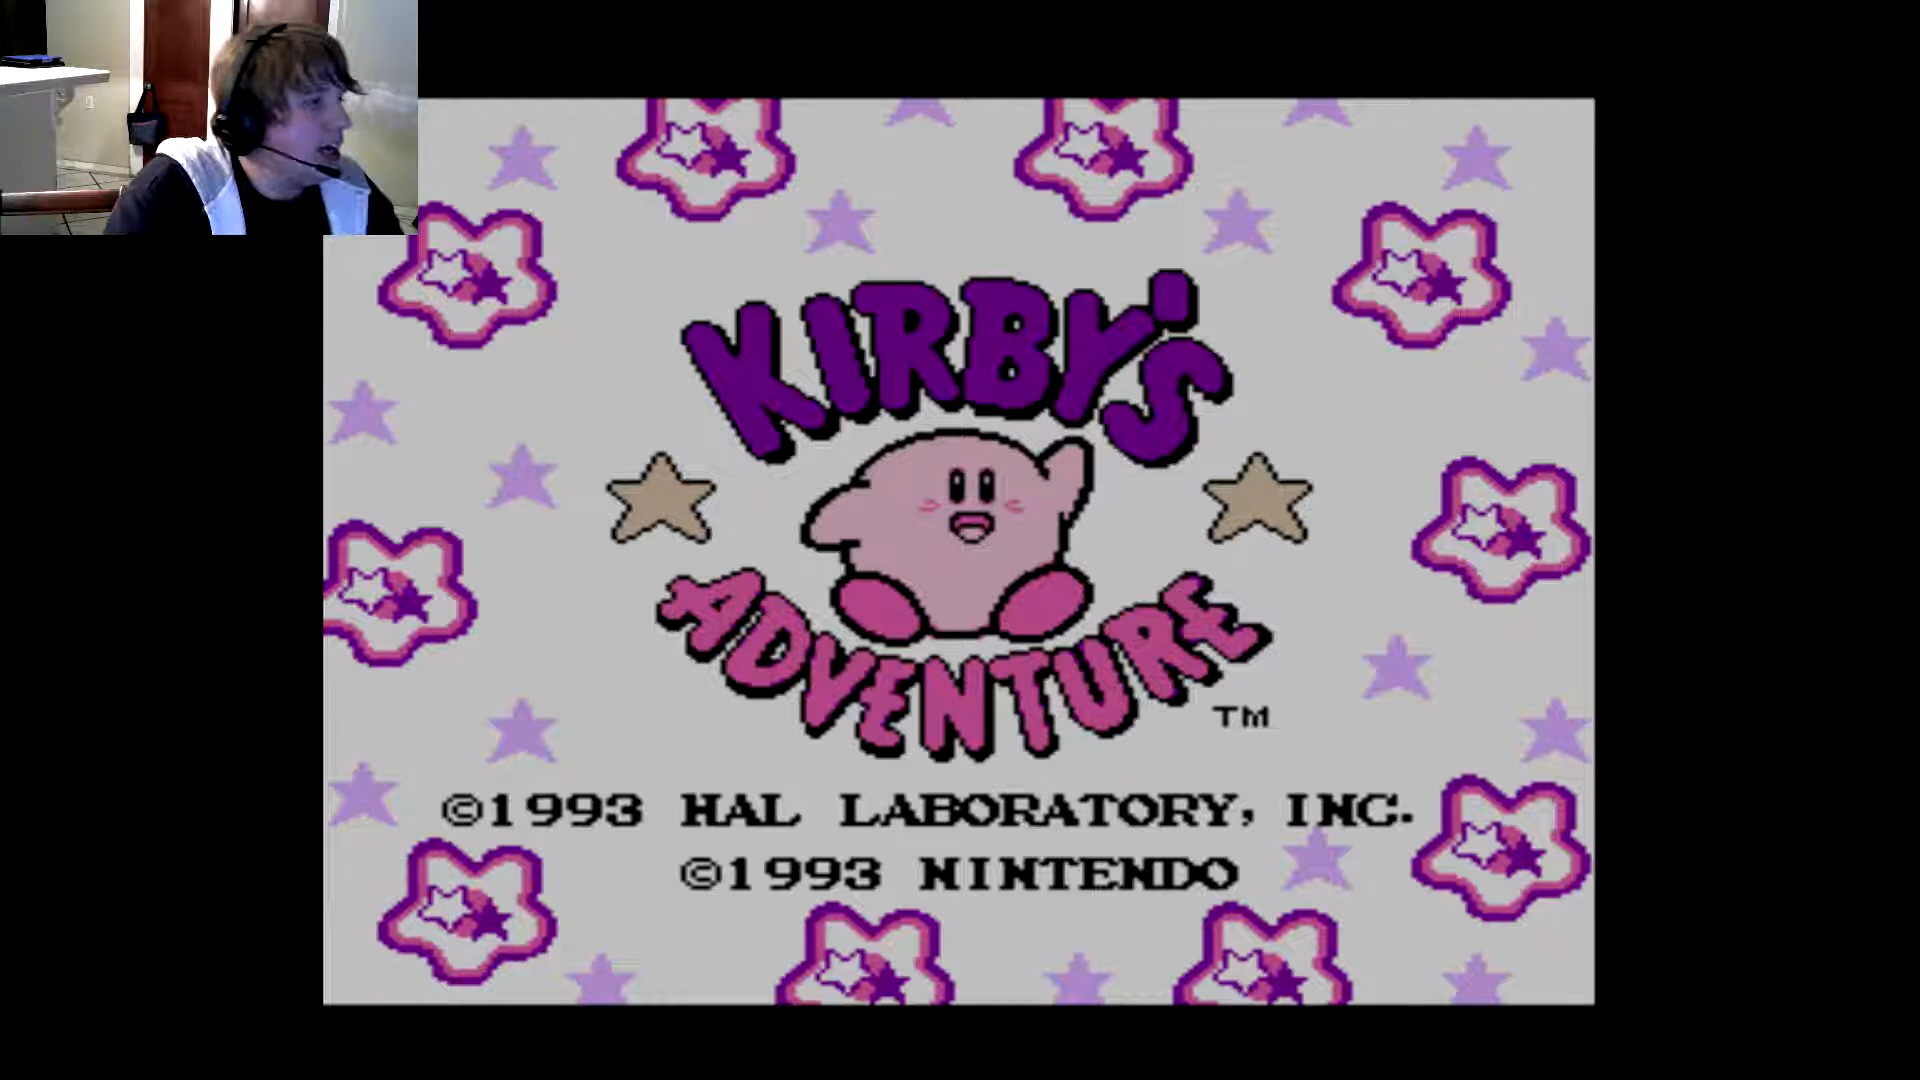 KIRBY'S
ADVENTURE
TM
©1993 HAL LABORATORY, INC.
©1993 NINTENDO